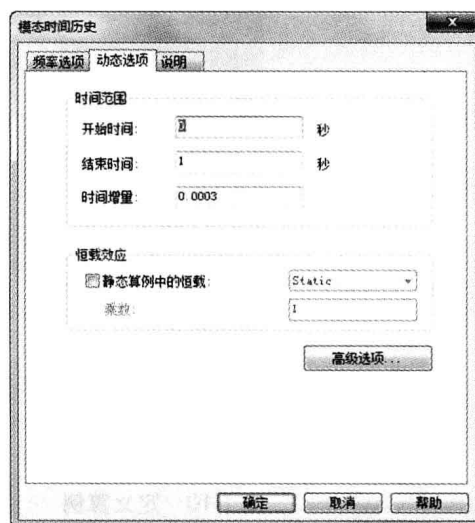 模态时间历史
频率选项 动态选项 说明
时间范围
开始时间: 秒
结束时间: 1 秒
时间增量: 0.0003
恒载效应
静态算例中的恒载: Static
乘数: 1
高级选项...
确定 取消 帮助